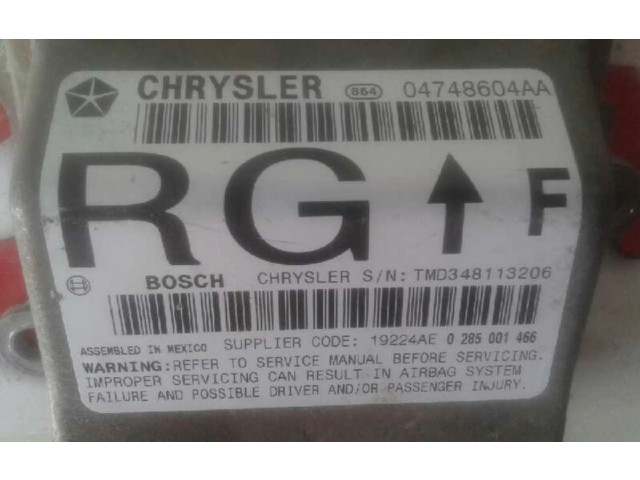 CHRYSLER 864 04748604AA
RG F
BOSCH CHRYSLER S/N: TMD348113206
ASSEMBLED IN MEXICO SUPPLIER CODE: 19224AE 0 285 001 466
WARNING:REFER TO SERVICE MANUAL BEFORE SERVICING.
IMPROPER SERVICING CAN RESULT IN AIRBAG SYSTEM
FAILURE AND POSSIBLE DRIVER AND/OR PASSENGER INJURY.